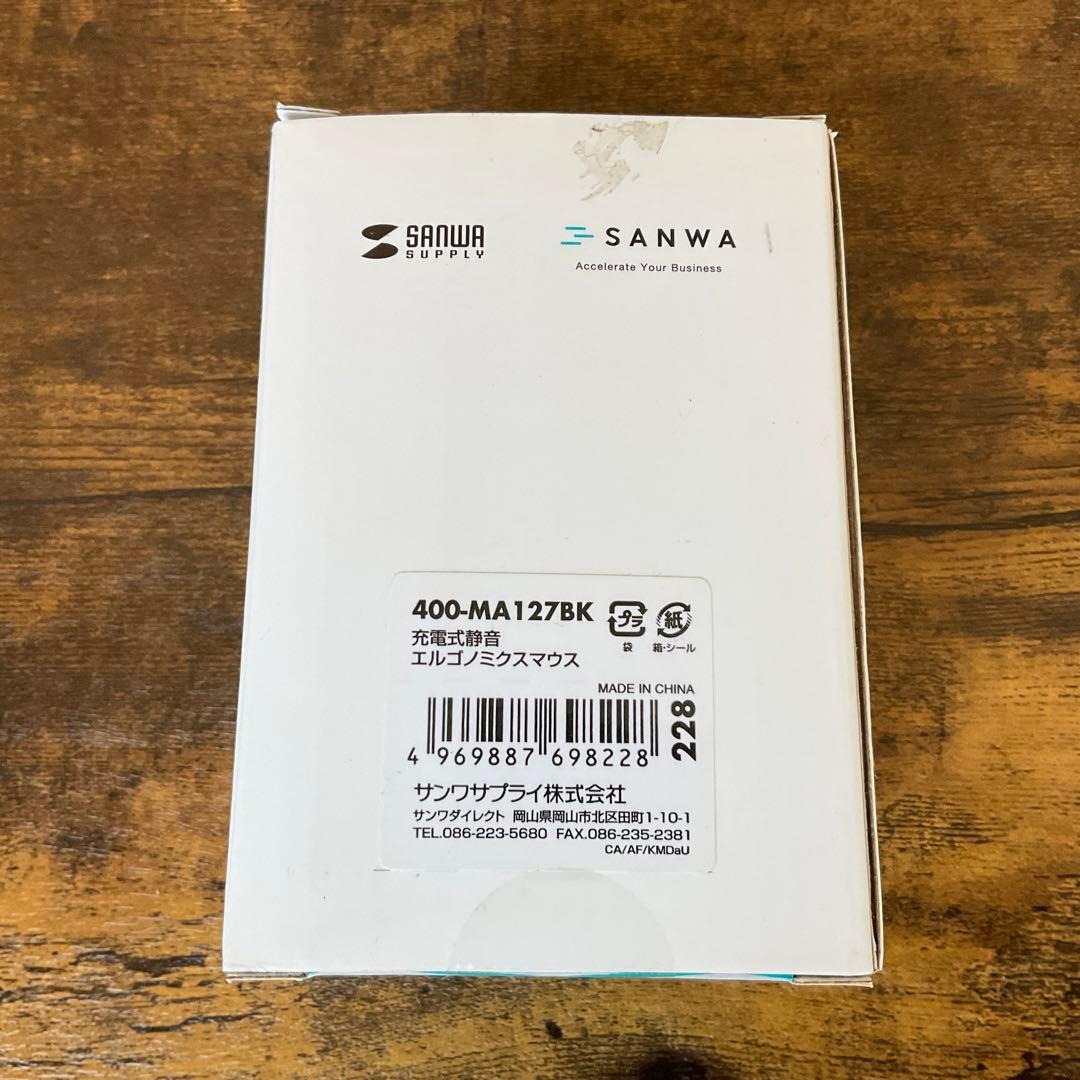 SANWA SUPPLY
SANWA
Accelerate Your Business
400-MA127BK
プラ
紙
袋
箱・シール
充電式静音
エルゴノミクスマウス
MADE IN CHINA
4 969887 698228
228
サンワサプライ株式会社
サンワダイレクト 岡山県岡山市北区田町1-10-1
TEL.086-223-5680 FAX.086-235-2381
CA/AF/KMDaU